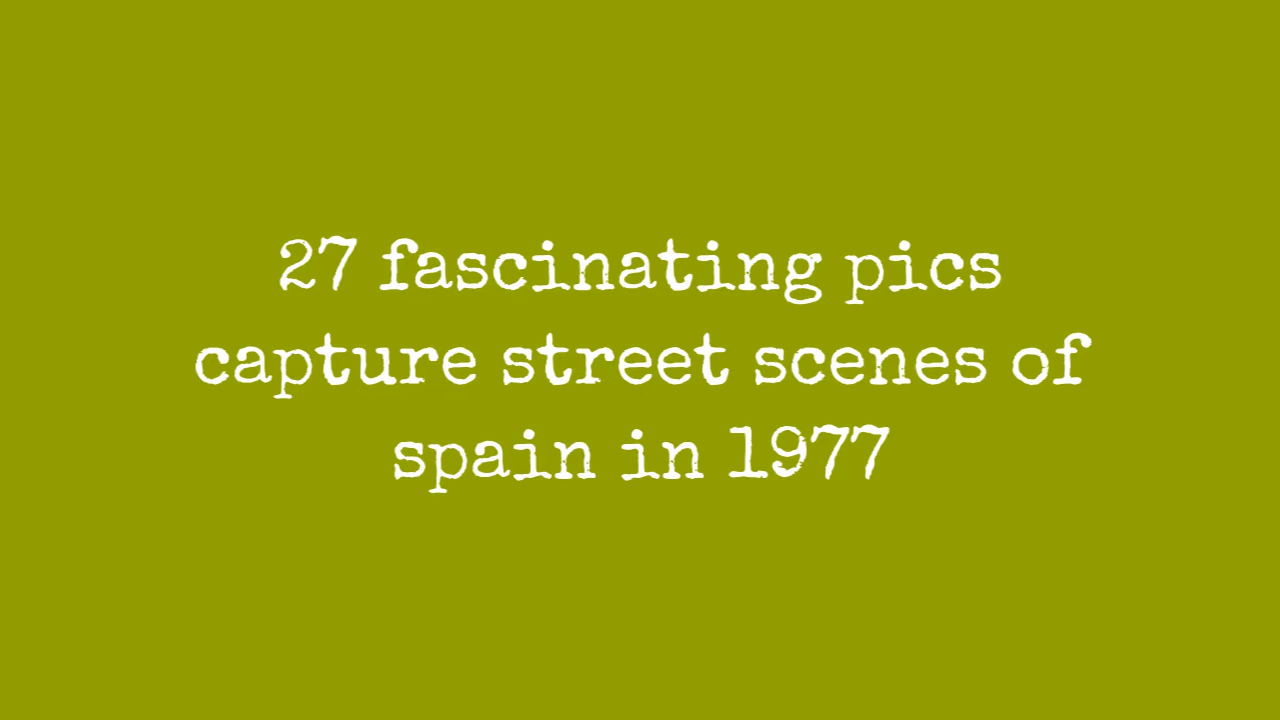 27 fascinating pics
capture street scenes of
spain in 1977